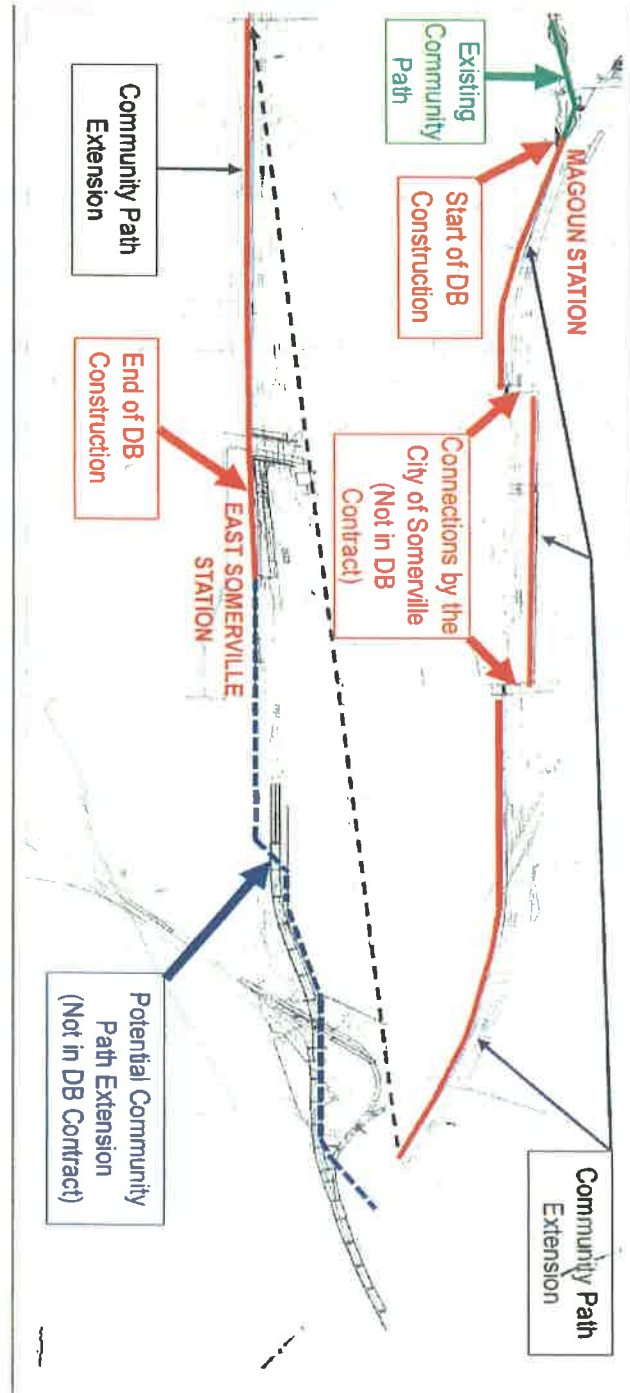 Existing
Community
Path
MAGOUN STATION
Start of DB
Construction
Connections by the
City of Somerville
(Not in DB
Contract)
Community Path
Extension
Community Path
Extension
End of DB
Construction
EAST SOMERVILLE
STATION
Potential Community
Path Extension
(Not in DB Contract)